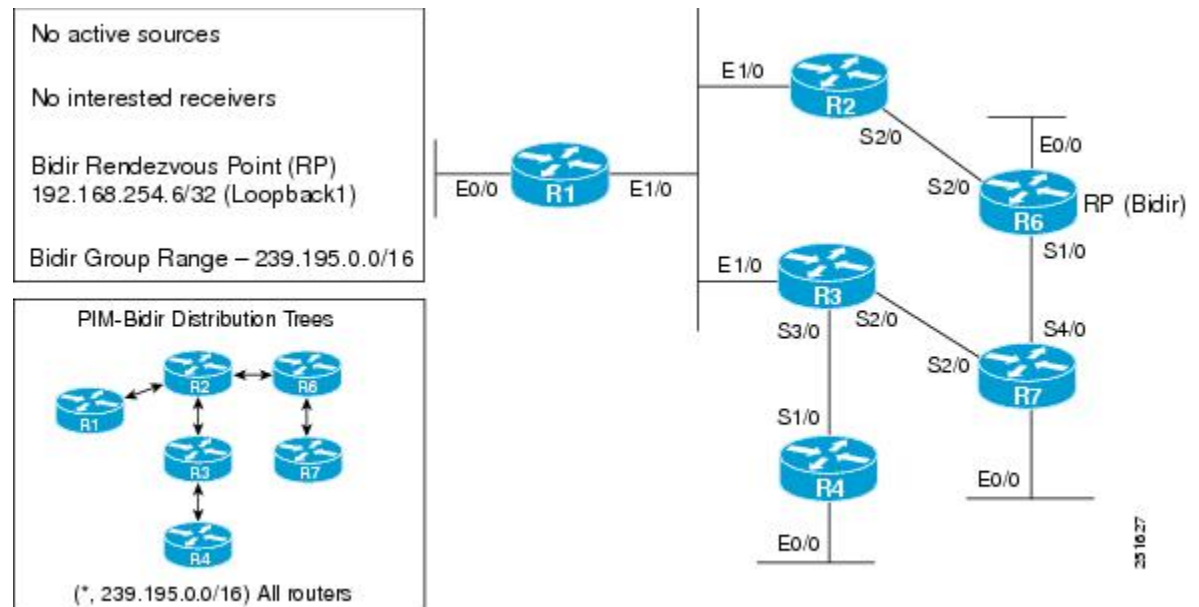 No active sources
No interested receivers
Bidir Rendezvous Point (RP)
192.168.254.6/32 (Loopback1)
Bidir Group Range – 239.195.0.0/16
PIM-Bidir Distribution Trees
R2
R6
R1
R3
R7
R4
(*, 239.195.0.0/16) All routers
E0/0
R1
E1/0
E1/0
R2
S2/0
E0/0
S2/0
R6
RP (Bidir)
S1/0
E1/0
R3
S3/0
S2/0
S4/0
S2/0
R7
S1/0
R4
E0/0
E0/0
251627